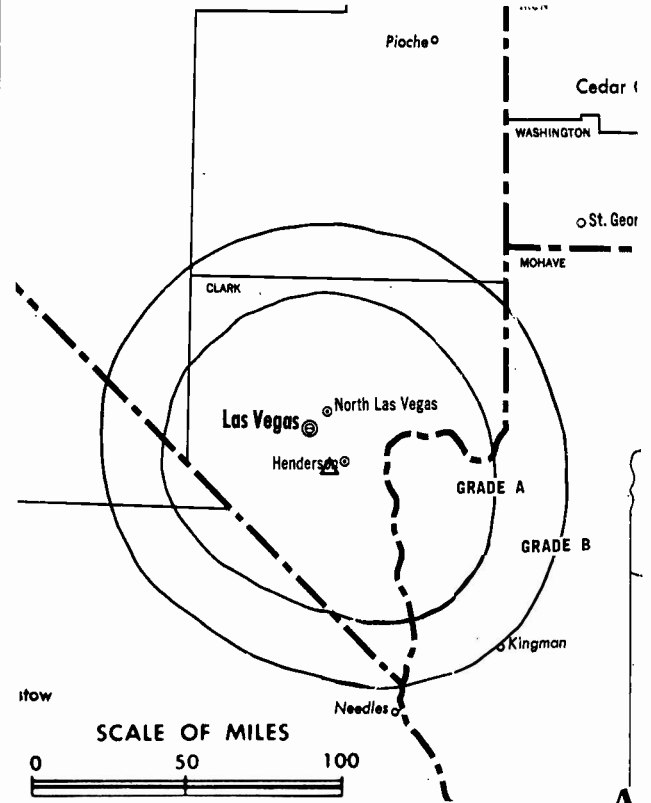 Pioche
Cedar
WASHINGTON
St. Geor
MOHAVE
CLARK
North Las Vegas
Las Vegas
Henderson
GRADE A
GRADE B
Kingman
stow
Needles
SCALE OF MILES
0 50 100